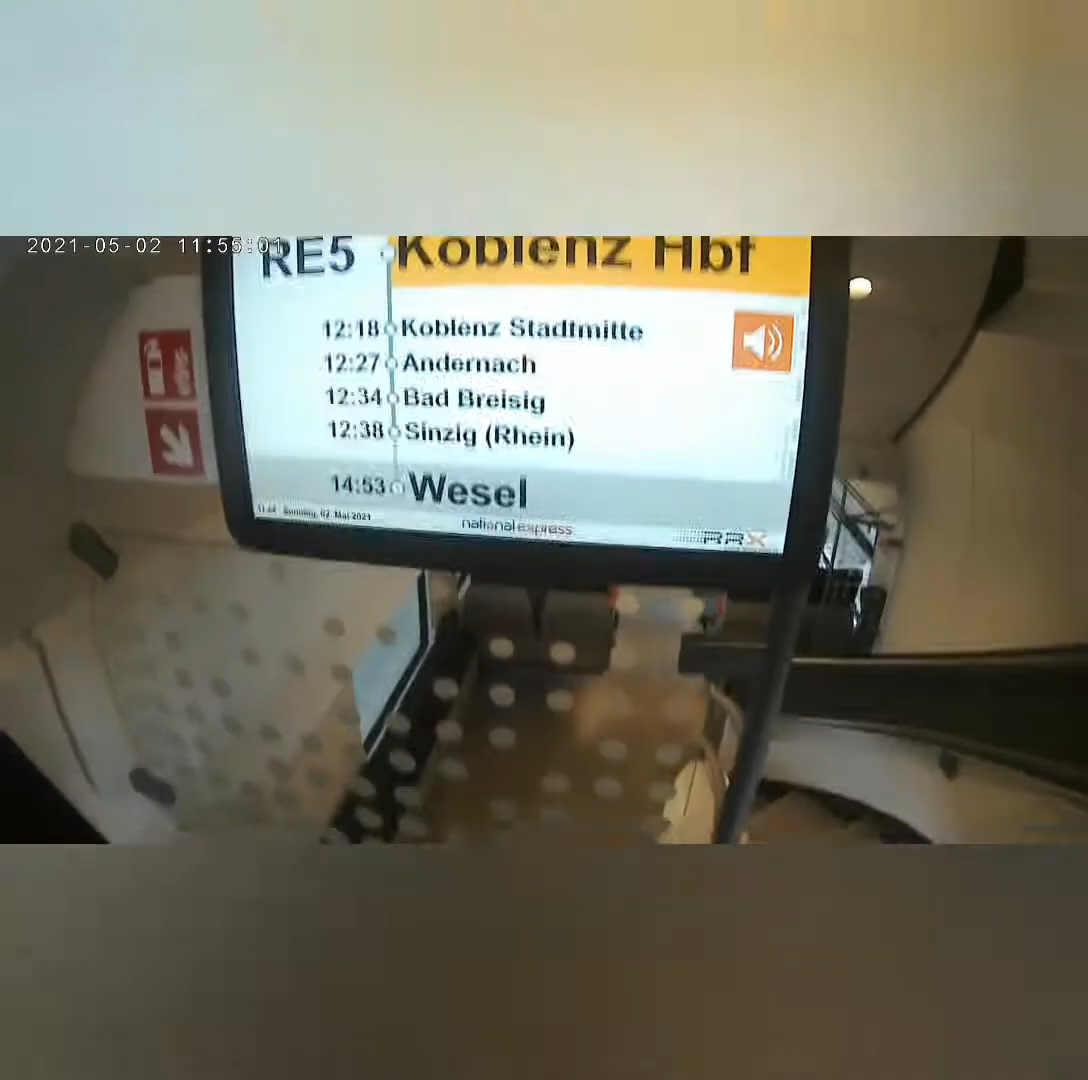 2021-05-02 11:55:01
RE5 Koblenz Hbf
12:18 Koblenz Stadtmitte
12:27 Andernach
12:34 Bad Breisig
12:38 Sinzig (Rhein)
14:53 Wesel
Sonntag, 02. Mai 2021
national express
RRX